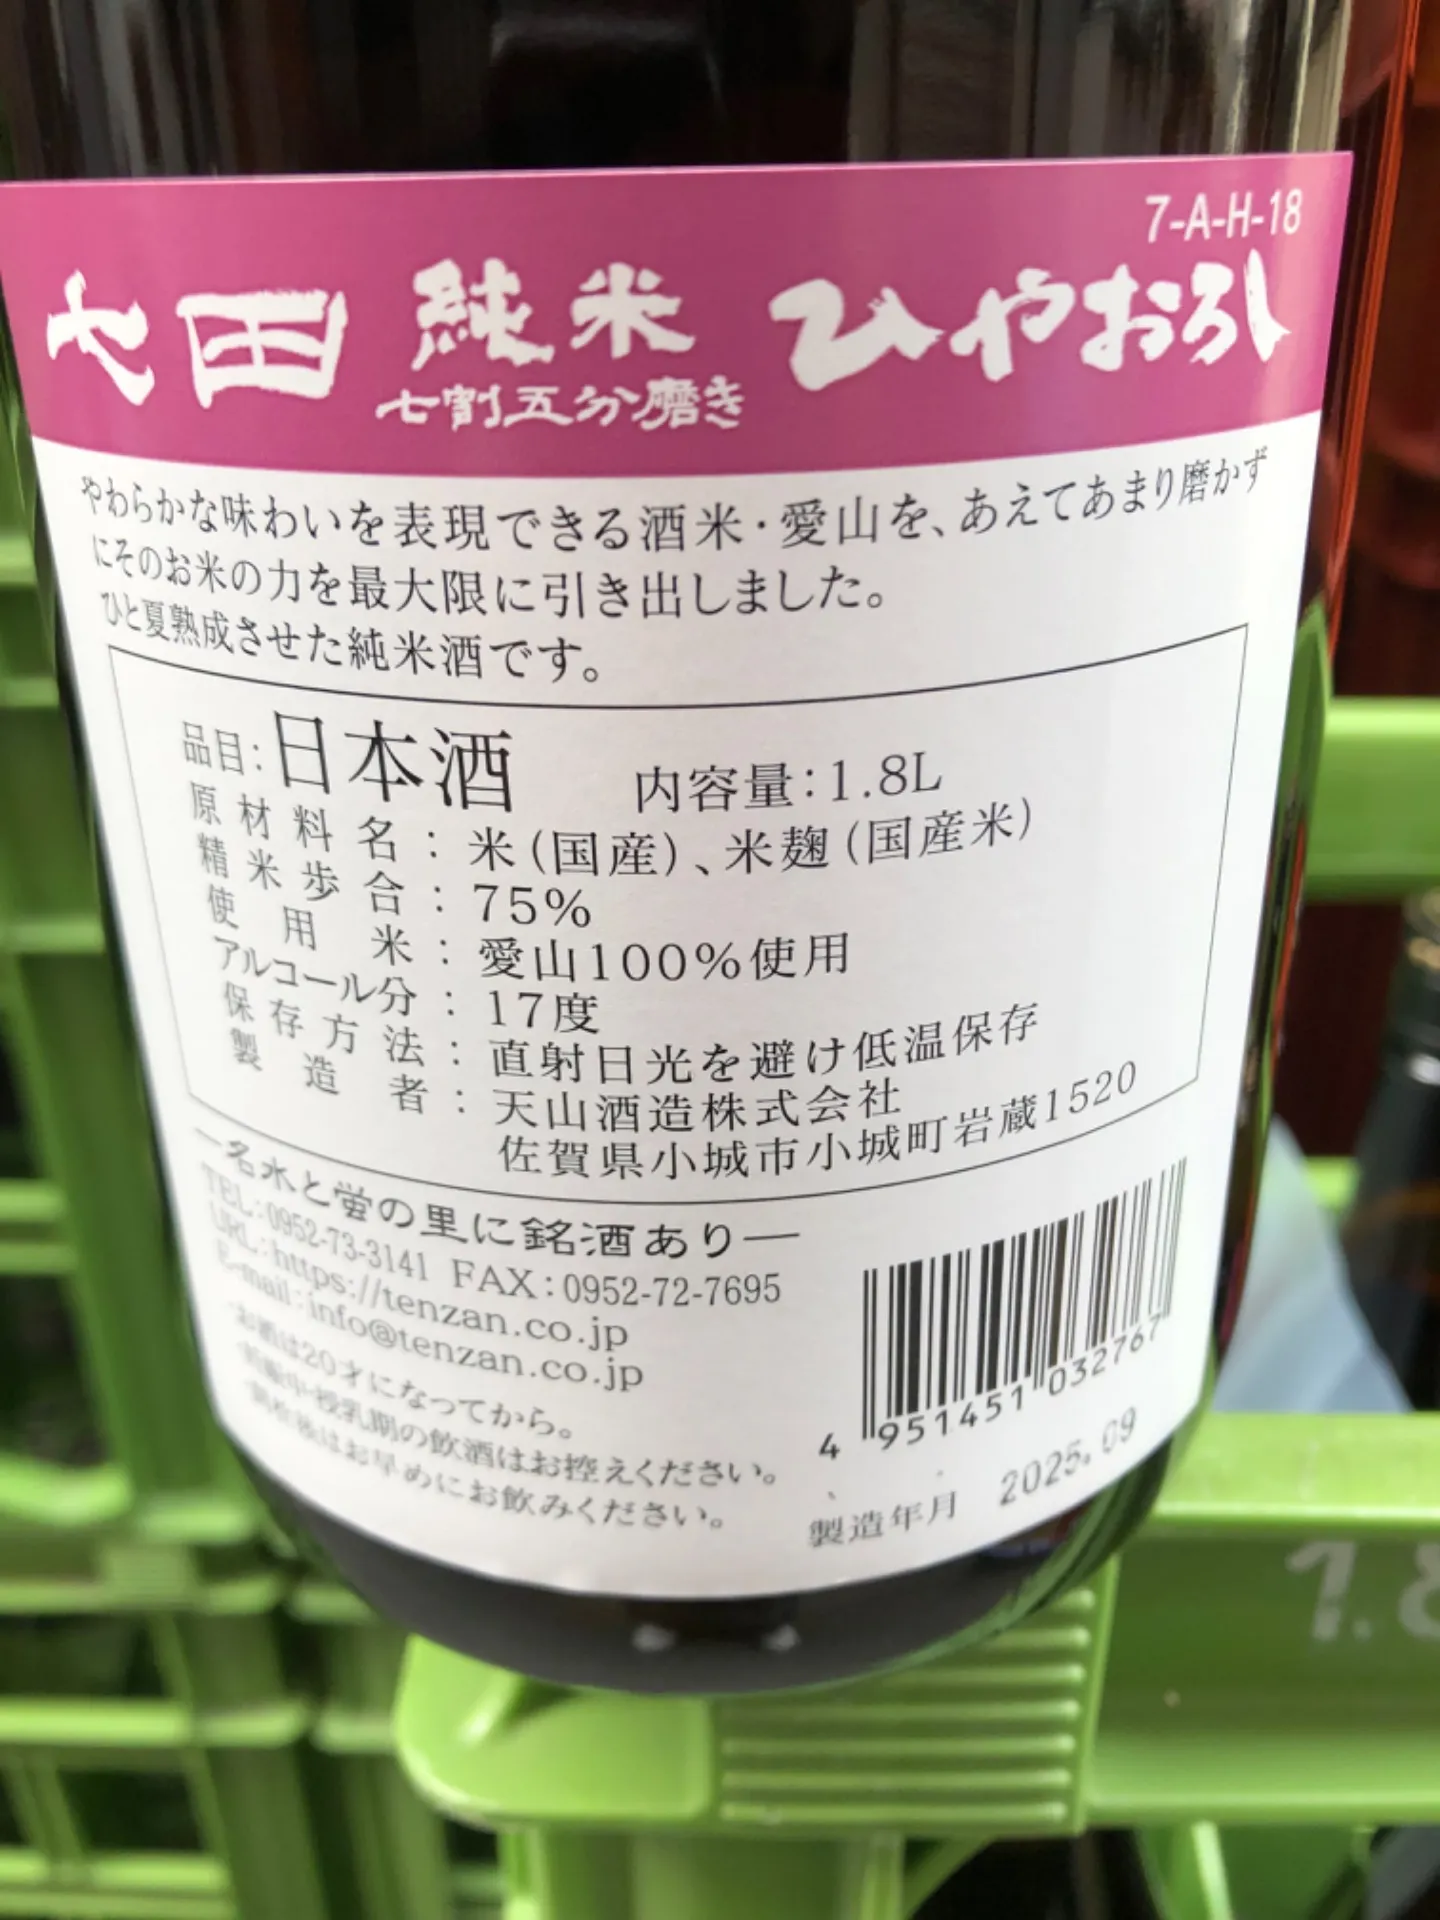 7-A-H-18
七田 純米 ひやおろし
七割五分磨き
やわらかな味わいを表現できる酒米・愛山を、あえてあまり磨かず
にそのお米の力を最大限に引き出しました。
ひと夏熟成させた純米酒です。
品目:日本酒 内容量:1.8L
原材料名:米(国産)、米麹(国産米)
精米歩合:75%
使用米:愛山100%使用
アルコール分:17度
保存方法:直射日光を避け低温保存
製造者:天山酒造株式会社
佐賀県小城市小城町岩蔵1520
―名水と蛍の里に銘酒あり―
TEL:0952-73-3141 FAX:0952-72-7695
URL:https://tenzan.co.jp
E-mail:info@tenzan.co.jp
お酒は20才になってから。
妊娠中・授乳期の飲酒はお控えください。
開栓後はお早めにお飲みください。
4 951451 032767
製造年月 2025.09
1.8